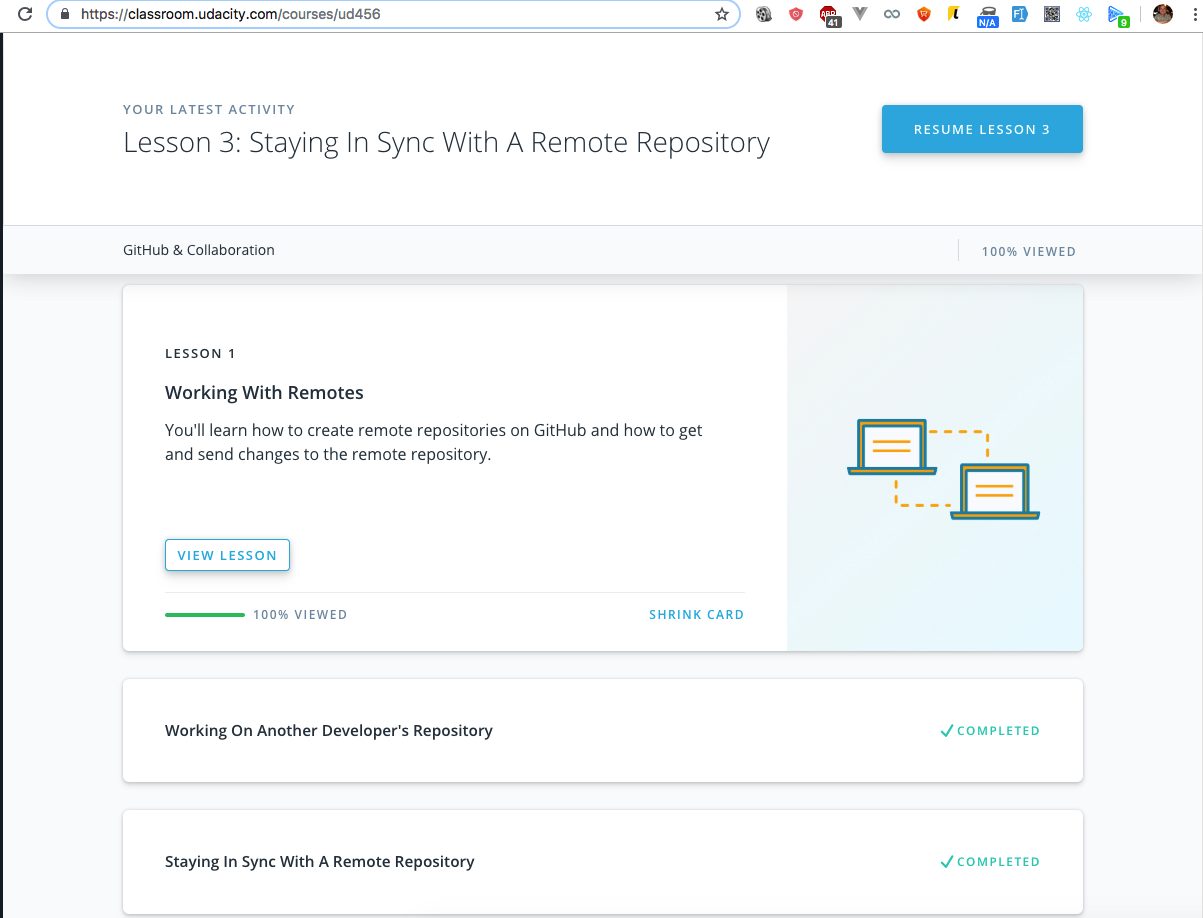 https://classroom.udacity.com/courses/ud456
ABP
41
N/A
9
YOUR LATEST ACTIVITY
Lesson 3: Staying In Sync With A Remote Repository
RESUME LESSON 3
GitHub & Collaboration
100% VIEWED
LESSON 1
Working With Remotes
You'll learn how to create remote repositories on GitHub and how to get
and send changes to the remote repository.
VIEW LESSON
100% VIEWED
SHRINK CARD
Working On Another Developer's Repository
COMPLETED
Staying In Sync With A Remote Repository
COMPLETED